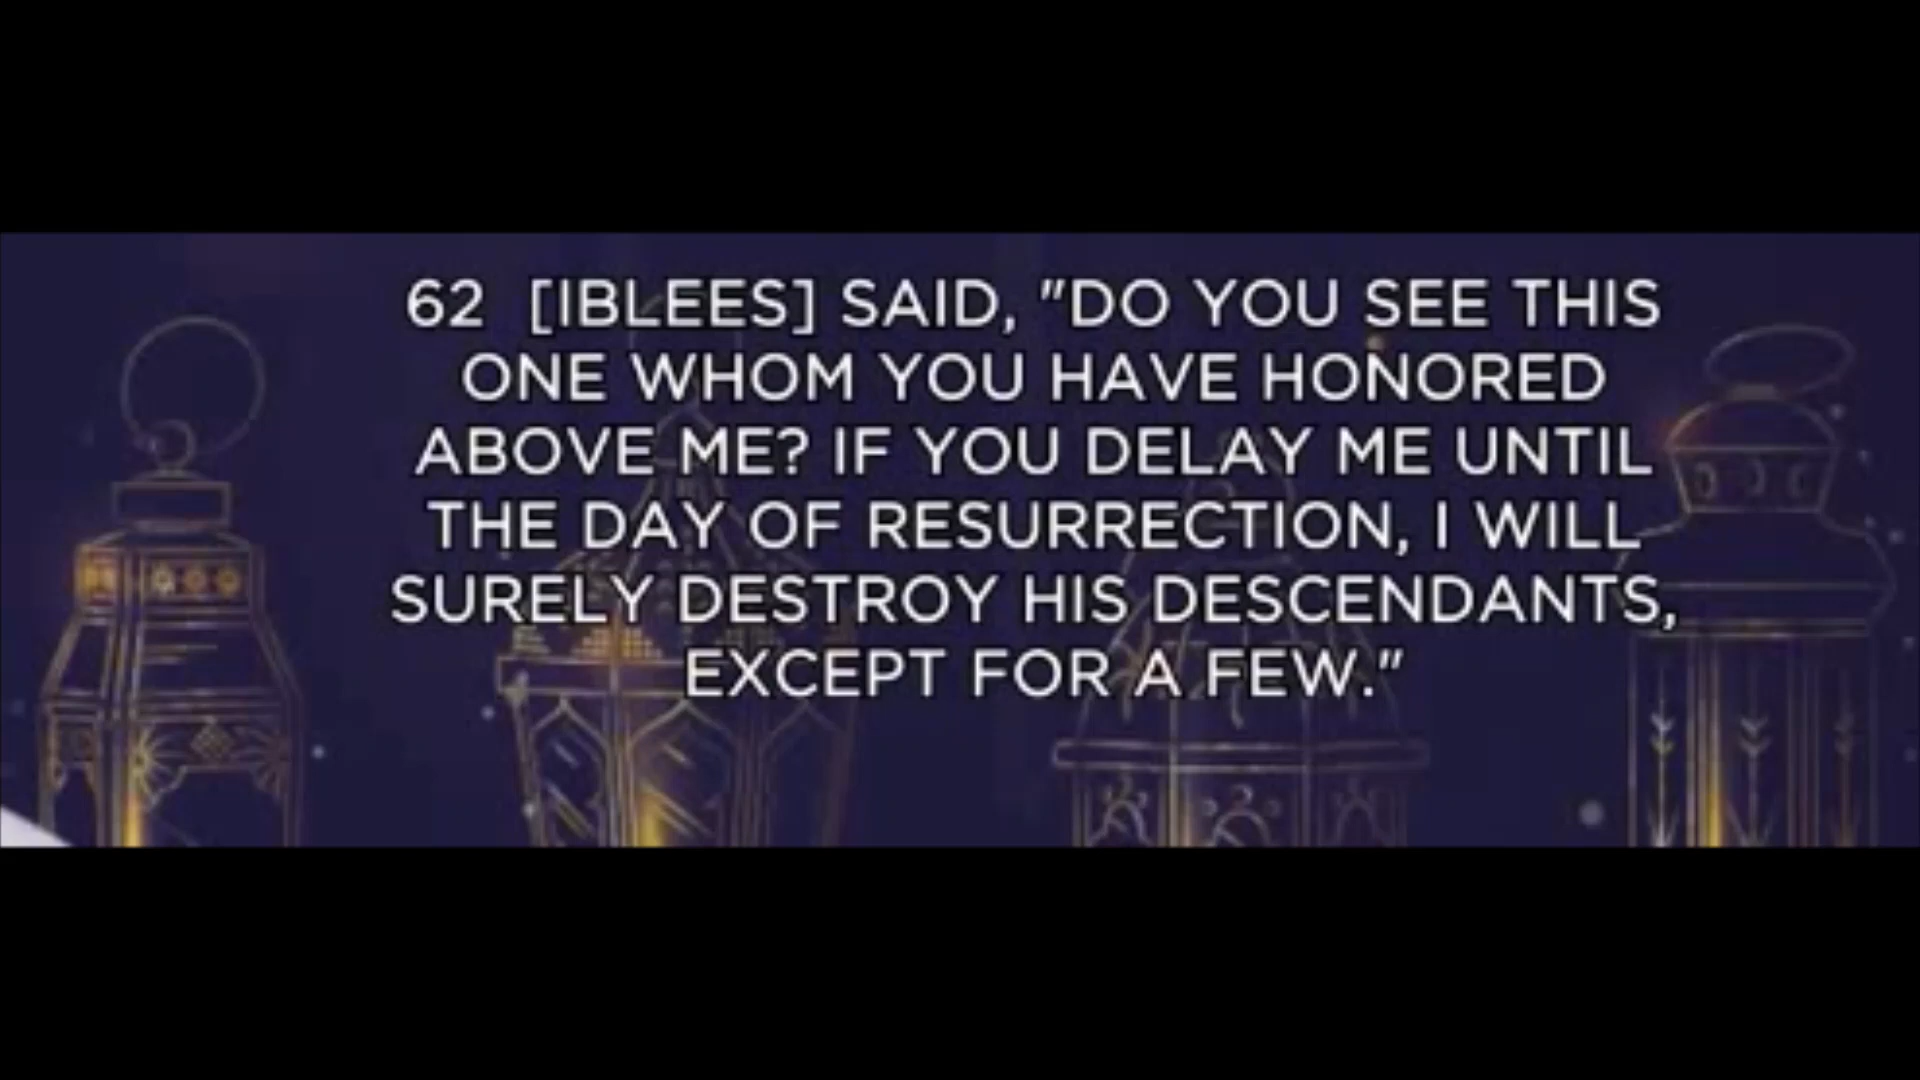 62  [IBLEES] SAID, "DO YOU SEE THIS
ONE WHOM YOU HAVE HONORED
ABOVE ME? IF YOU DELAY ME UNTIL
THE DAY OF RESURRECTION, I WILL
SURELY DESTROY HIS DESCENDANTS,
EXCEPT FOR A FEW."